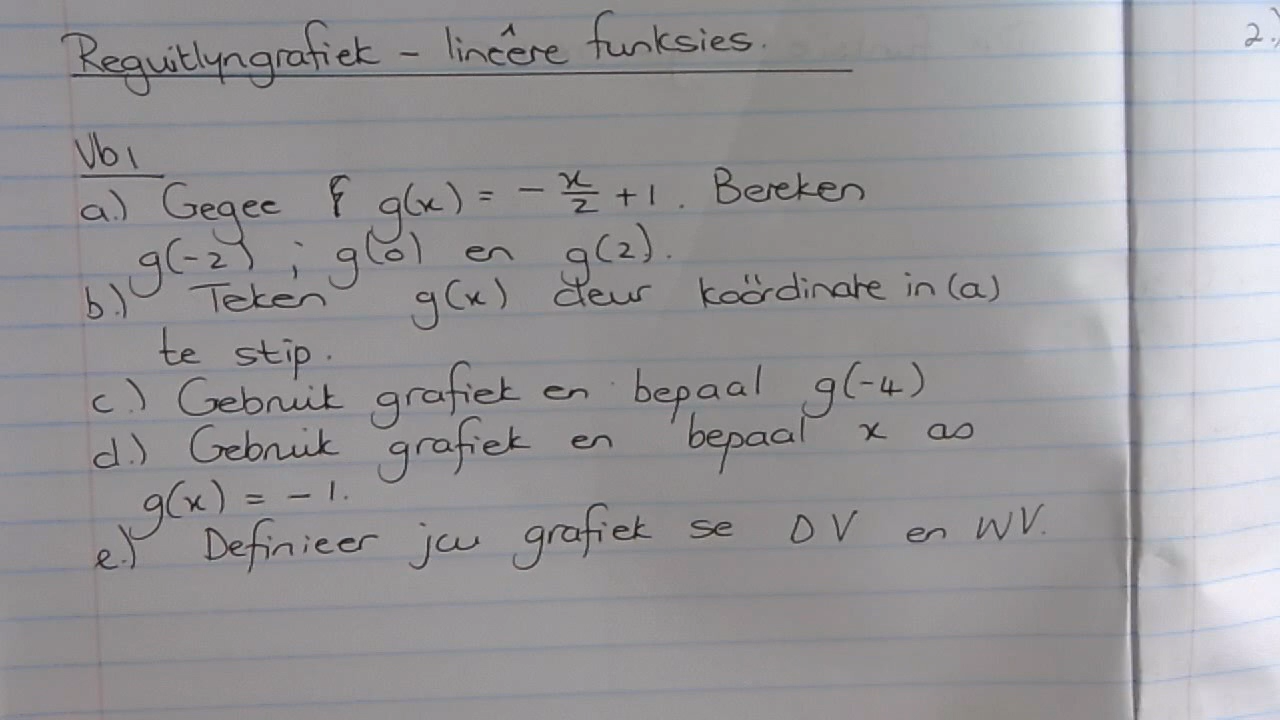 Reguitlyngrafiek - lineêre funksies.
2.)
Vb1
a.) Gegee g(x) = - x/2 + 1. Bereken
g(-2) ; g(0) en g(2).
b.) Teken g(x) deur koördinate in (a)
te stip.
c.) Gebruik grafiek en bepaal g(-4)
d.) Gebruik grafiek en bepaal x as
g(x) = -1.
e.) Definieer jou grafiek se DV en WV.